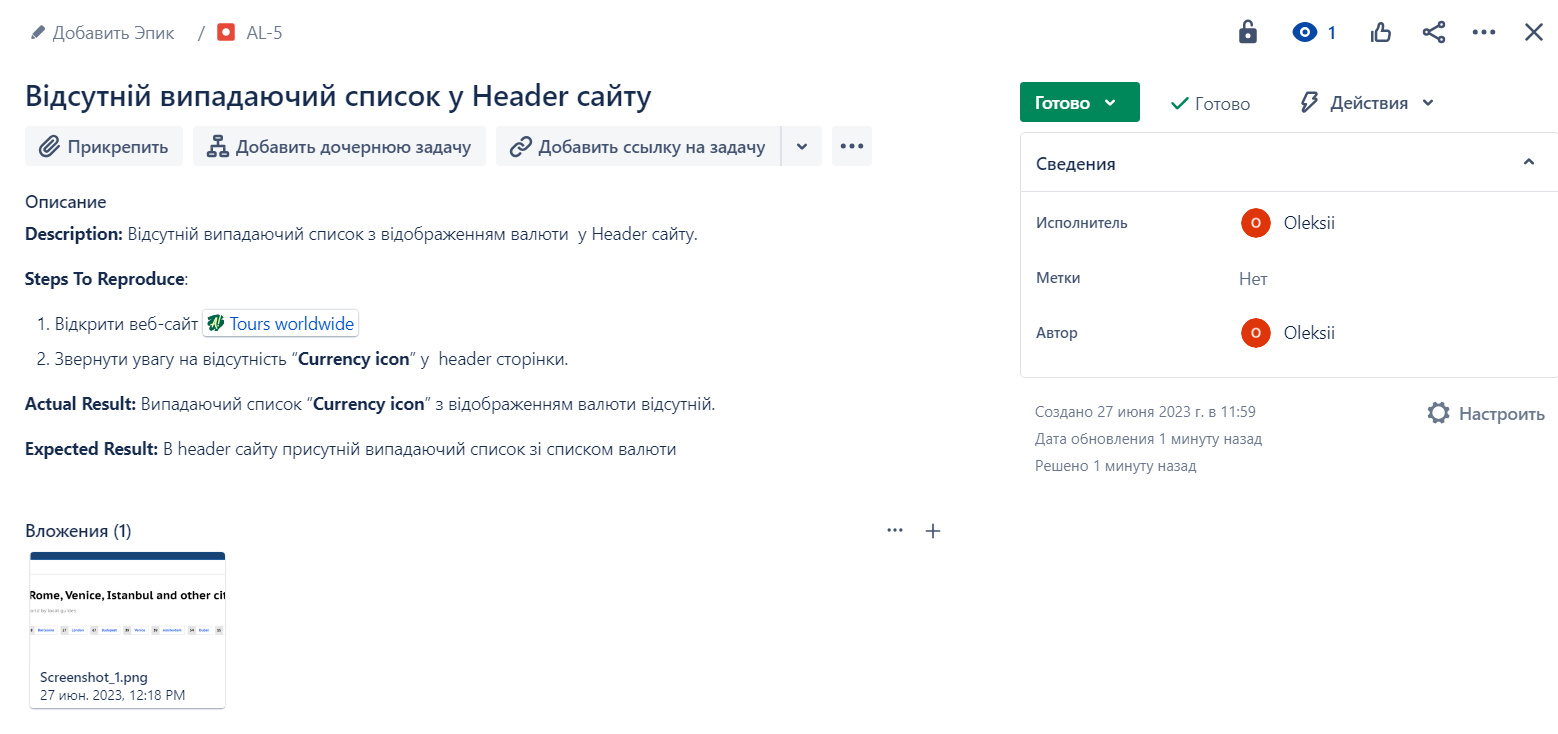 Добавить Эпик / AL-5
1
Відсутній випадаючий список у Header сайту
Прикрепить
Добавить дочернюю задачу
Добавить ссылку на задачу
Описание
Description: Відсутній випадаючий список з відображенням валюти у Header сайту.
Steps To Reproduce:
1. Відкрити веб-сайт Tours worldwide
2. Звернути увагу на відсутність “Currency icon” у header сторінки.
Actual Result: Випадаючий список “Currency icon” з відображенням валюти відсутній.
Expected Result: В header сайту присутній випадаючий список зі списком валюти
Вложения (1)
Rome, Venice, Istanbul and other cit
Screenshot_1.png
27 июн. 2023, 12:18 PM
Готово
Готово
Действия
Сведения
Исполнитель
O Oleksii
Метки
Нет
Автор
O Oleksii
Создано 27 июня 2023 г. в 11:59
Дата обновления 1 минуту назад
Решено 1 минуту назад
Настроить